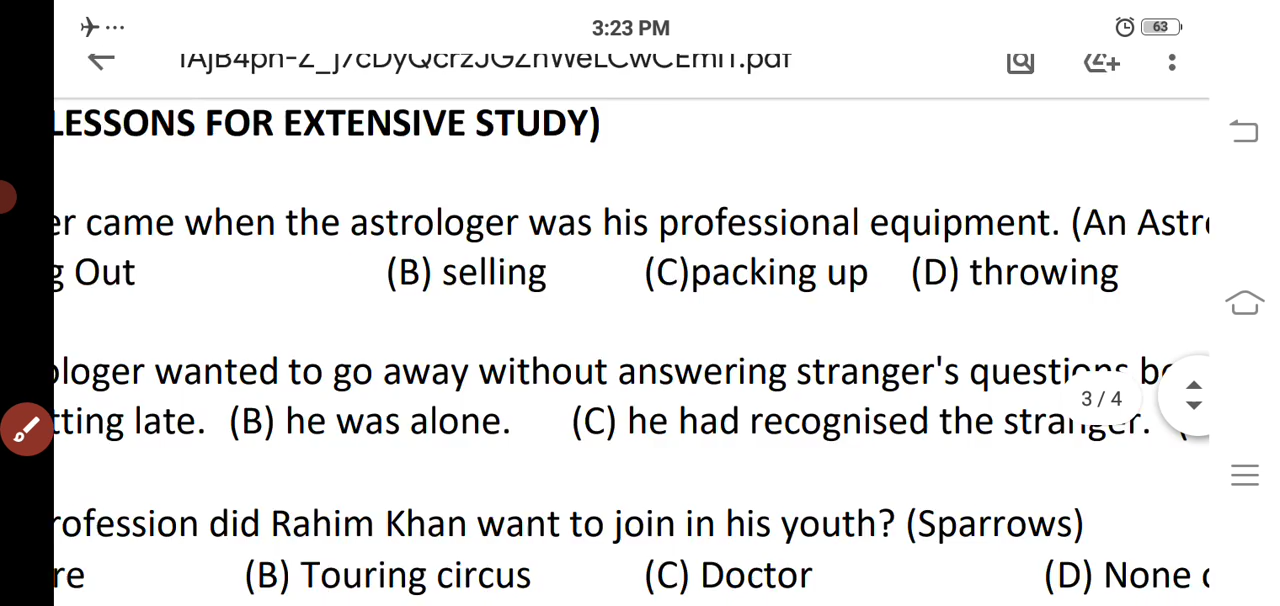 3:23 PM
63
LESSONS FOR EXTENSIVE STUDY)
er came when the astrologer was his professional equipment. (An Astr
g Out (B) selling (C)packing up (D) throwing
ologer wanted to go away without answering stranger's questions be
3 / 4
tting late. (B) he was alone. (C) he had recognised the stranger. (
rofession did Rahim Khan want to join in his youth? (Sparrows)
re (B) Touring circus (C) Doctor (D) None